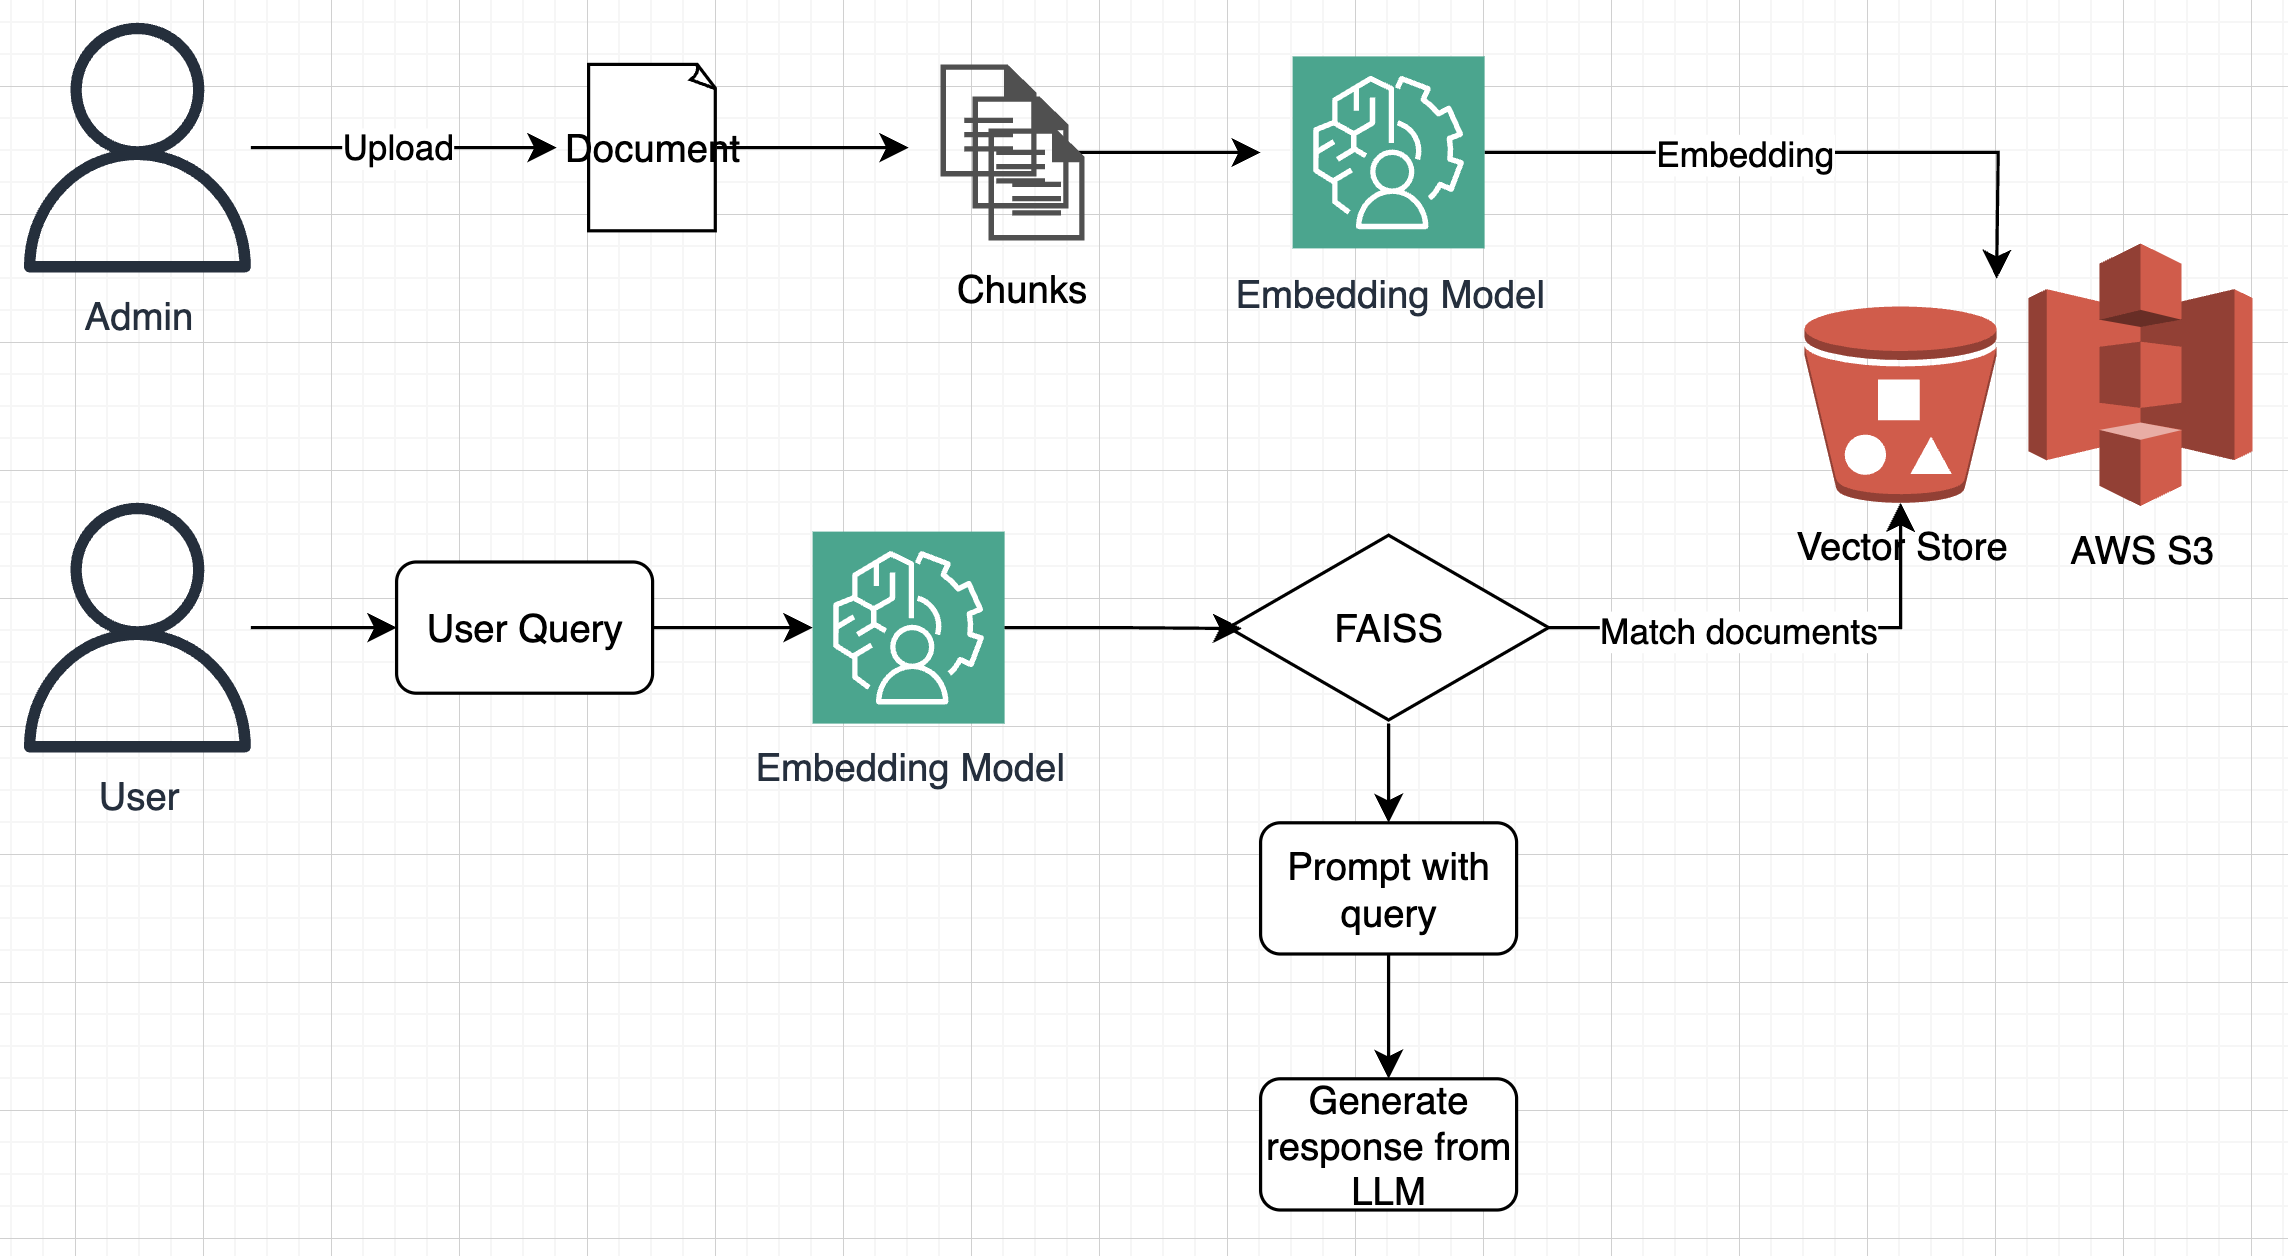 Upload
Document
Embedding
Chunks
Embedding Model
Admin
Vector Store
AWS S3
User Query
FAISS
Match documents
Embedding Model
User
Prompt with
query
Generate
response from
LLM